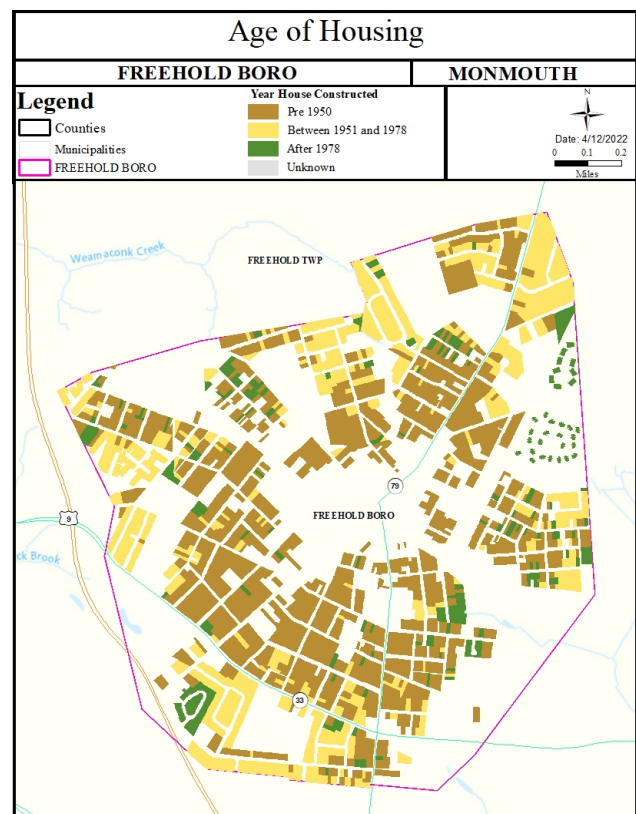 Age of Housing
FREEHOLD BORO
MONMOUTH
Legend
Counties
Municipalities
FREEHOLD BORO
Year House Constructed
Pre 1950
Between 1951 and 1978
After 1978
Unknown
N
Date: 4/12/2022
0 0.1 0.2
Miles
Weamaconk Creek
FREEHOLD TWP
79
FREEHOLD BORO
9
ck Brook
33